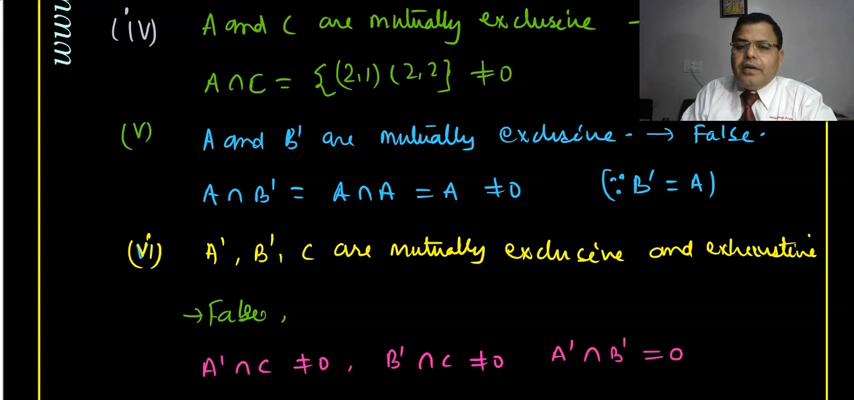 www
(iv) A and C are mutually exclusive -
A∩C = {(2,1) (2,2} ≠0
(V) A and B' are mutually exclusive - → False.
A∩B' = A∩A = A ≠0 (∵ B' = A)
(vi) A', B', C are mutually exclusive and exhaustive
→ False,
A'∩C ≠0, B'∩C ≠0 A'∩B' = 0